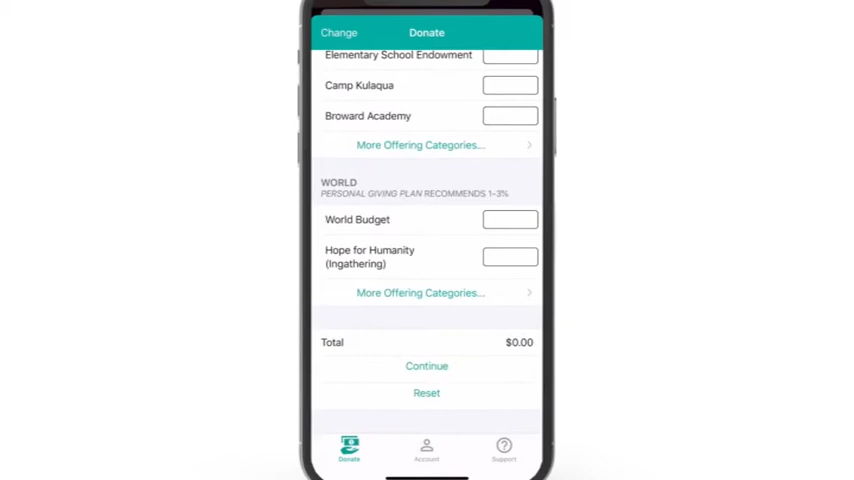 Change
Donate
Elementary School Endowment
Camp Kulaqua
Broward Academy
More Offering Categories...
WORLD
PERSONAL GIVING PLAN RECOMMENDS 1-3%
World Budget
Hope for Humanity
(Ingathering)
More Offering Categories...
Total $0.00
Continue
Reset
Donate Account Support